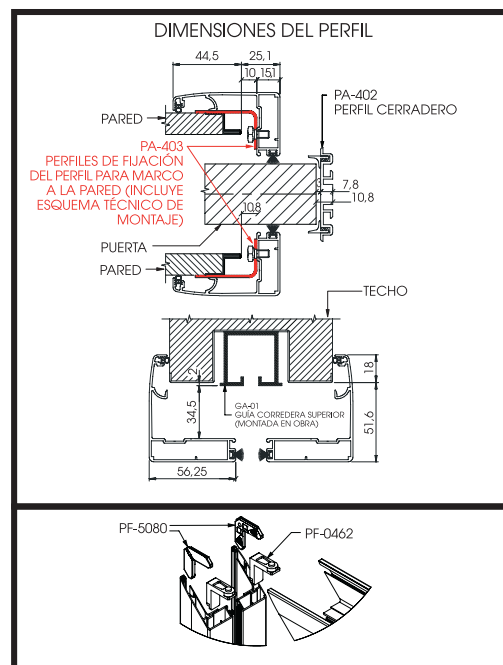 DIMENSIONES DEL PERFIL
44,5
25,1
10
15,1
PARED
PA-402
PERFIL CERRADERO
PA-403
PERFILES DE FIJACIÓN
DEL PERFIL PARA MARCO
A LA PARED (INCLUYE
ESQUEMA TÉCNICO DE
MONTAJE)
3
7,8
10,8
10,8
PUERTA
PARED
TECHO
2
18
34,5
51,6
GA-01
GUÍA CORREDERA SUPERIOR
(MONTADA EN OBRA)
56,25
PF-5080
PF-0462